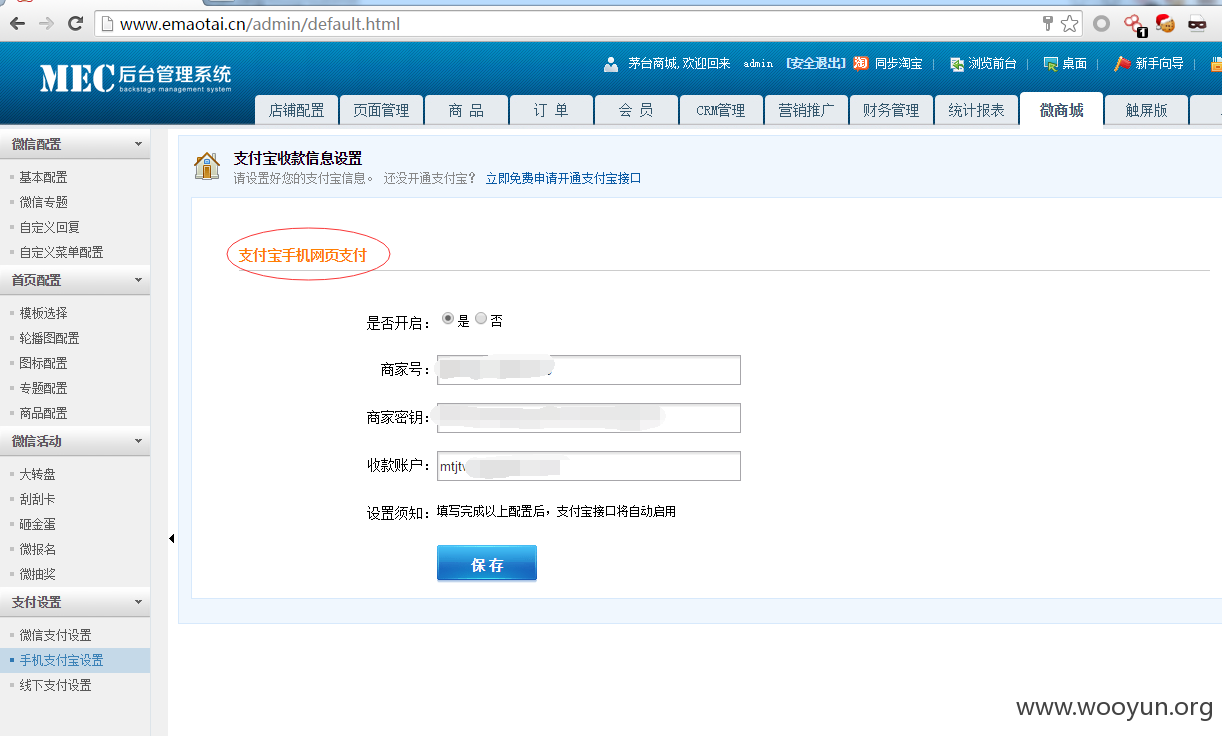 www.emaotai.cn/admin/default.html
1
MEC 后台管理系统
backstage management system
茅台商城, 欢迎回来 admin [安全退出] 淘 同步淘宝 | 浏览前台 | 桌面 | 新手向导 |
店铺配置 页面管理 商 品 订 单 会 员 CRM管理 营销推广 财务管理 统计报表 微商城 触屏版
微信配置
基本配置
微信专题
自定义回复
自定义菜单配置
首页配置
模板选择
轮播图配置
图标配置
专题配置
商品配置
微信活动
大转盘
刮刮卡
砸金蛋
微报名
微抽奖
支付设置
微信支付设置
手机支付宝设置
线下支付设置
支付宝收款信息设置
请设置好您的支付宝信息。 还没开通支付宝？ 立即免费申请开通支付宝接口
支付宝手机网页支付
是否开启： 是 否
商家号：
商家密钥：
收款账户： mtjt
设置须知：填写完成以上配置后，支付宝接口将自动启用
保存
www.wooyun.org